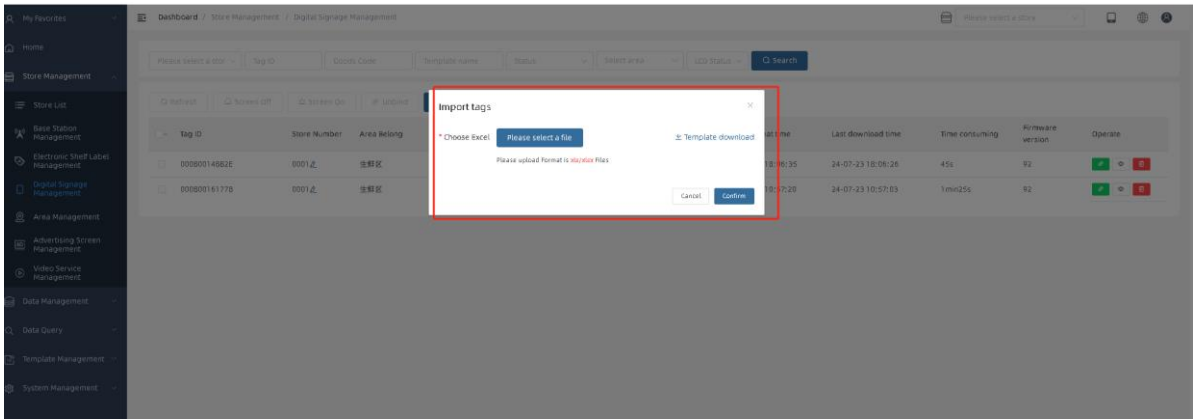 My Favorites
Dashboard / Store Management / Digital Signage Management
Please select a store
Home
Store Management
Please select a stor
Tag ID
Goods Code
Template name
Status
Select area
LCD Status
Search
Store List
Refresh
Screen Off
Screen On
Unbind
Import tags
Base Station Management
* Choose Excel
Please select a file
Template download
Please upload Format is xls/xlsx Files
Cancel
Confirm
Tag ID
Store Number
Area Belong
Last download time
Time consuming
Firmware version
Operate
Electronic Shelf Label Management
00060014882E
生鲜区
24-07-23 18:06:26
45s
92
Digital Signage Management
生鲜区
24-07-23 10:57:03
1min25s
92
Area Management
Advertising Screen Management
Video Service Management
Data Management
Data Query
Template Management
System Management